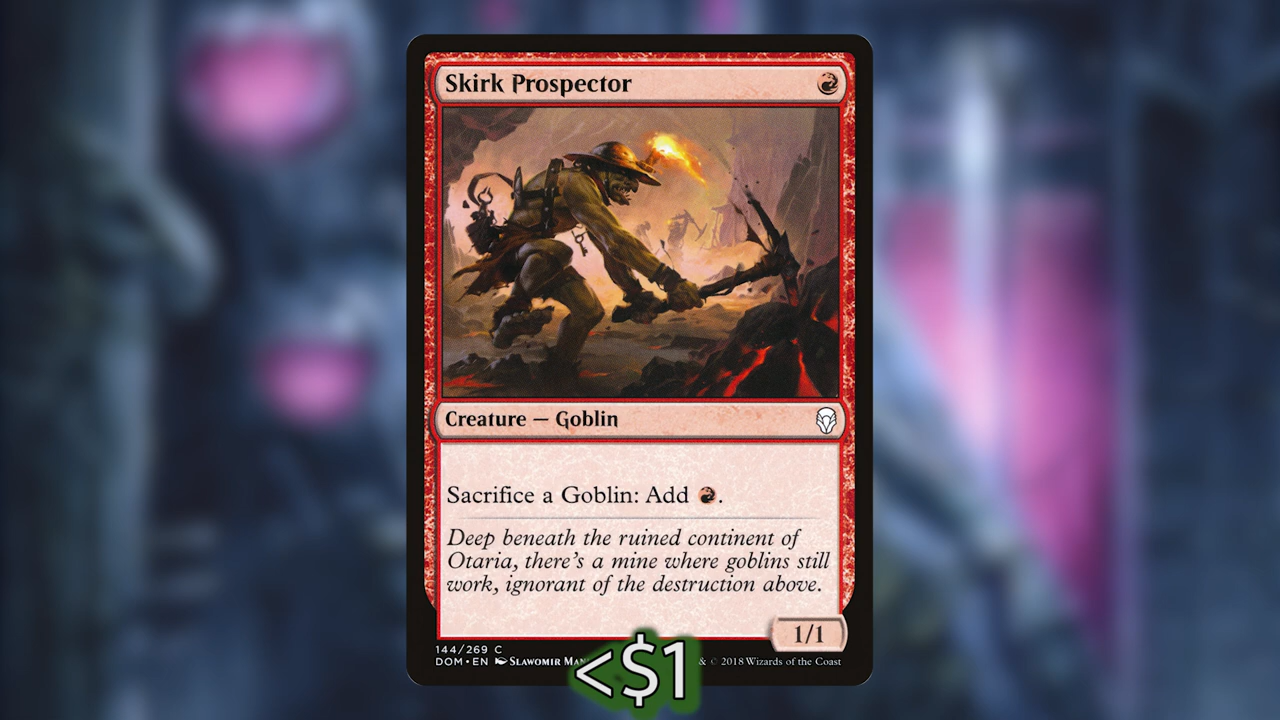 Skirk Prospector
Creature — Goblin
Sacrifice a Goblin: Add .
Deep beneath the ruined continent of
Otaria, there's a mine where goblins still
work, ignorant of the destruction above.
1/1
144/269 C
DOM • EN SLAWOMIR & © 2018 Wizards of the Coast
<$1